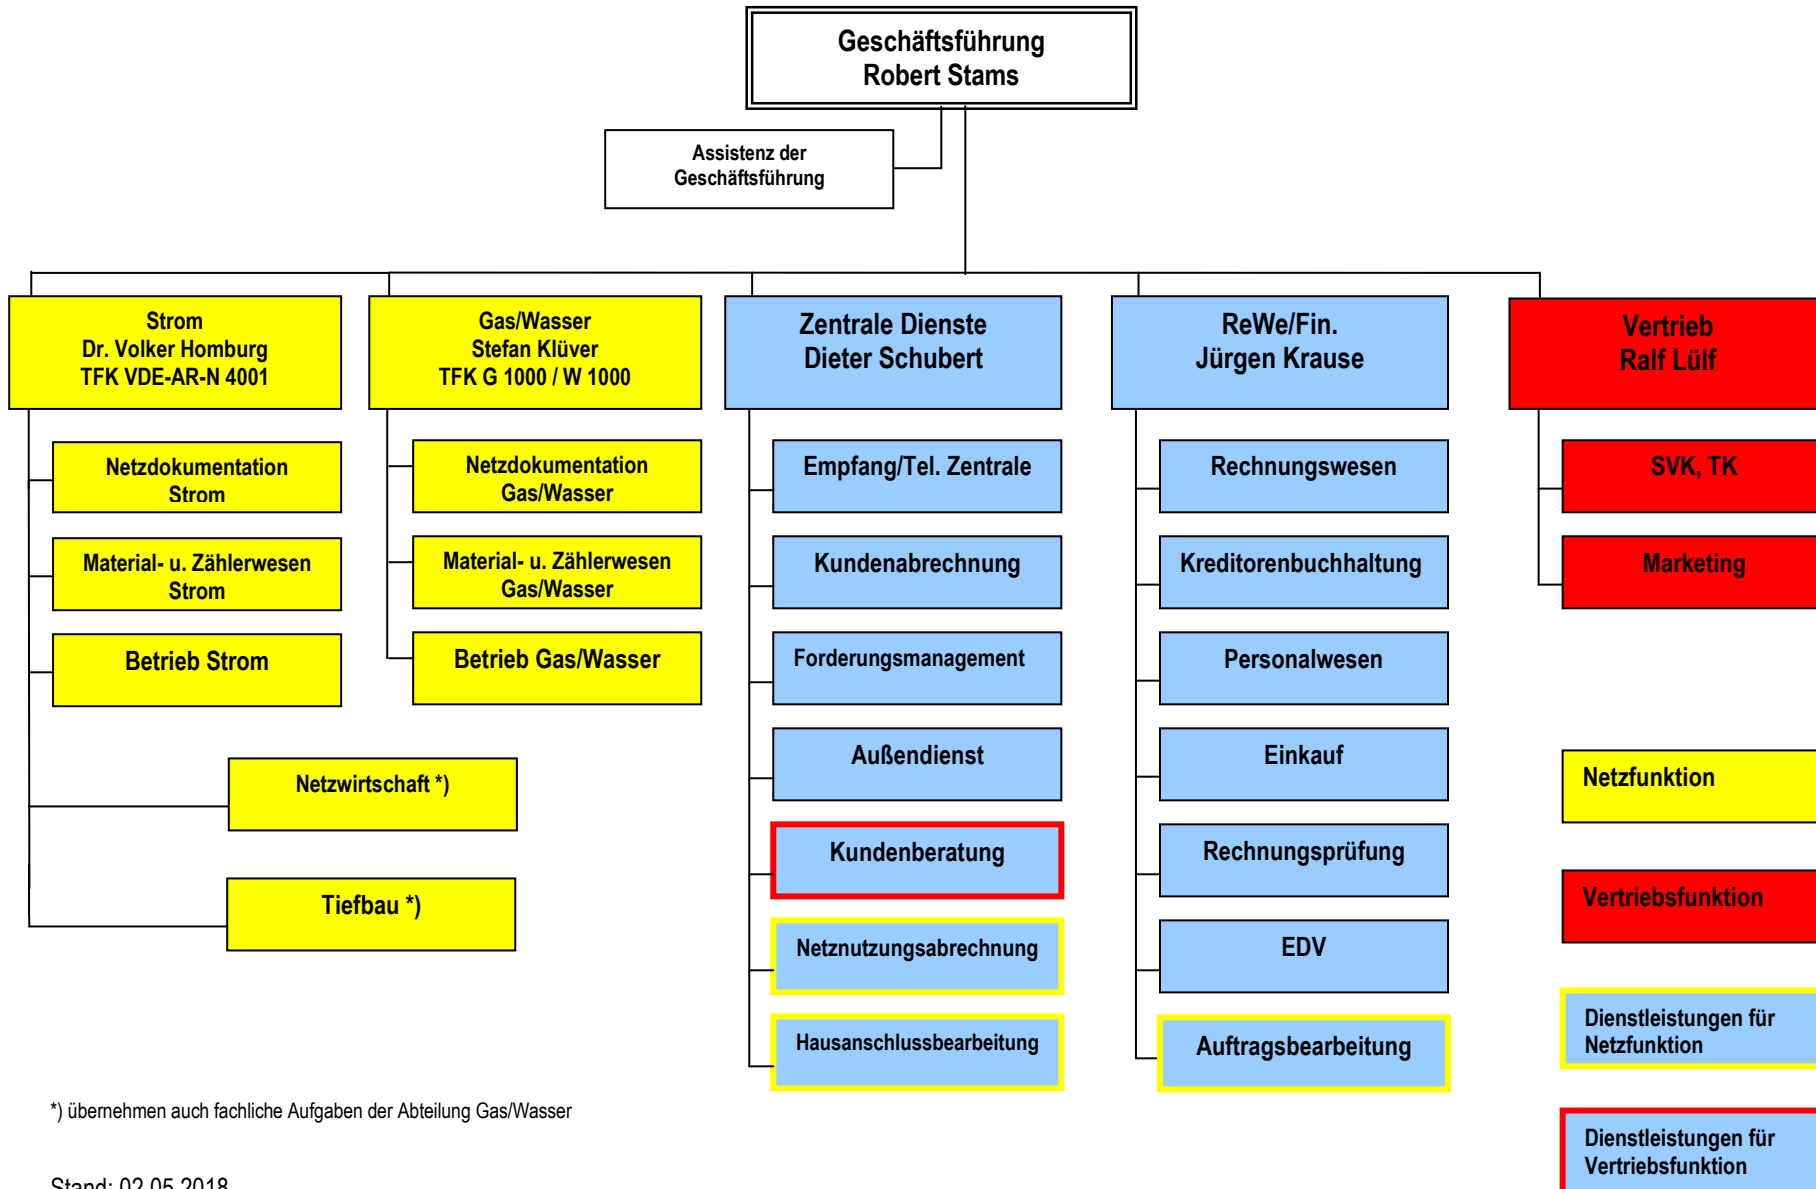 Geschäftsführung
Robert Stams
Assistenz der
Geschäftsführung
Strom
Dr. Volker Homburg
TFK VDE-AR-N 4001
Gas/Wasser
Stefan Klüver
TFK G 1000 / W 1000
Zentrale Dienste
Dieter Schubert
ReWe/Fin.
Jürgen Krause
Vertrieb
Ralf Lülf
Netzdokumentation
Strom
Material- u. Zählerwesen
Strom
Betrieb Strom
Netzwirtschaft *)
Tiefbau *)
Netzdokumentation
Gas/Wasser
Material- u. Zählerwesen
Gas/Wasser
Betrieb Gas/Wasser
Empfang/Tel. Zentrale
Kundenabrechnung
Forderungsmanagement
Außendienst
Kundenberatung
Netznutzungsabrechnung
Hausanschlussbearbeitung
Rechnungswesen
Kreditorenbuchhaltung
Personalwesen
Einkauf
Rechnungsprüfung
EDV
Auftragsbearbeitung
SVK, TK
Marketing
Netzfunktion
Vertriebsfunktion
Dienstleistungen für
Netzfunktion
Dienstleistungen für
Vertriebsfunktion
*) übernehmen auch fachliche Aufgaben der Abteilung Gas/Wasser
Stand: 02.05.2018